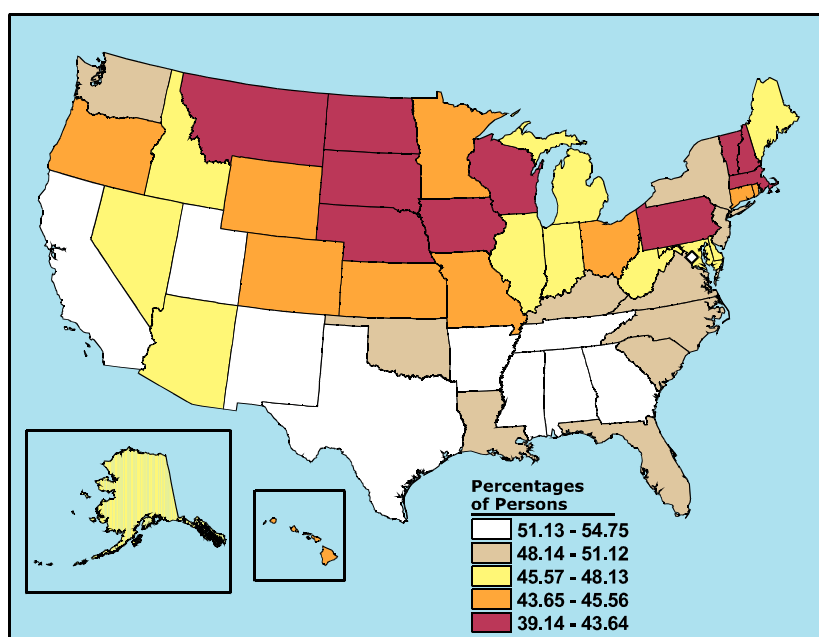 Percentages
of Persons
51.13 - 54.75
48.14 - 51.12
45.57 - 48.13
43.65 - 45.56
39.14 - 43.64